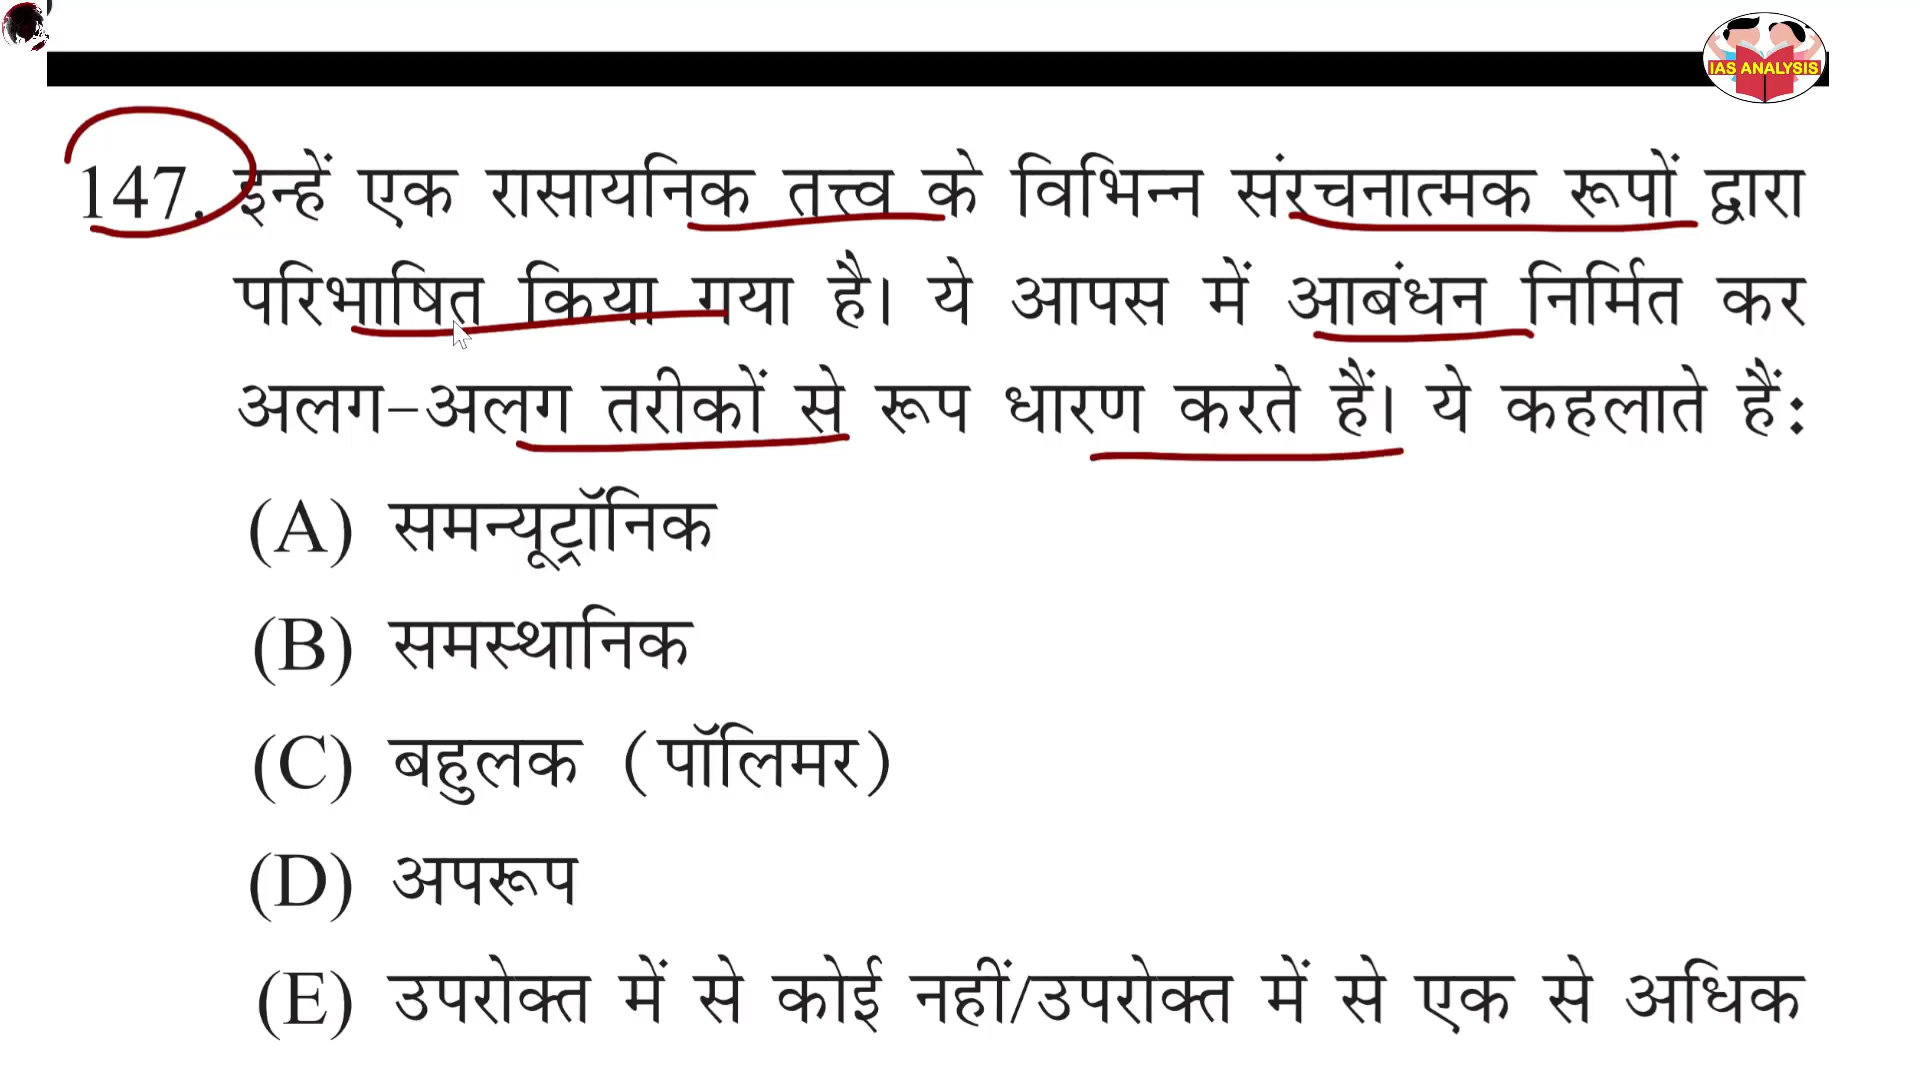 IAS ANALYSIS
147. इन्हें एक रासायनिक तत्त्व के विभिन्न संरचनात्मक रूपों द्वारा
परिभाषित किया गया है। ये आपस में आबंधन निर्मित कर
अलग-अलग तरीकों से रूप धारण करते हैं। ये कहलाते हैं:
(A) समन्यूट्रॉनिक
(B) समस्थानिक
(C) बहुलक (पॉलिमर)
(D) अपरूप
(E) उपरोक्त में से कोई नहीं/उपरोक्त में से एक से अधिक